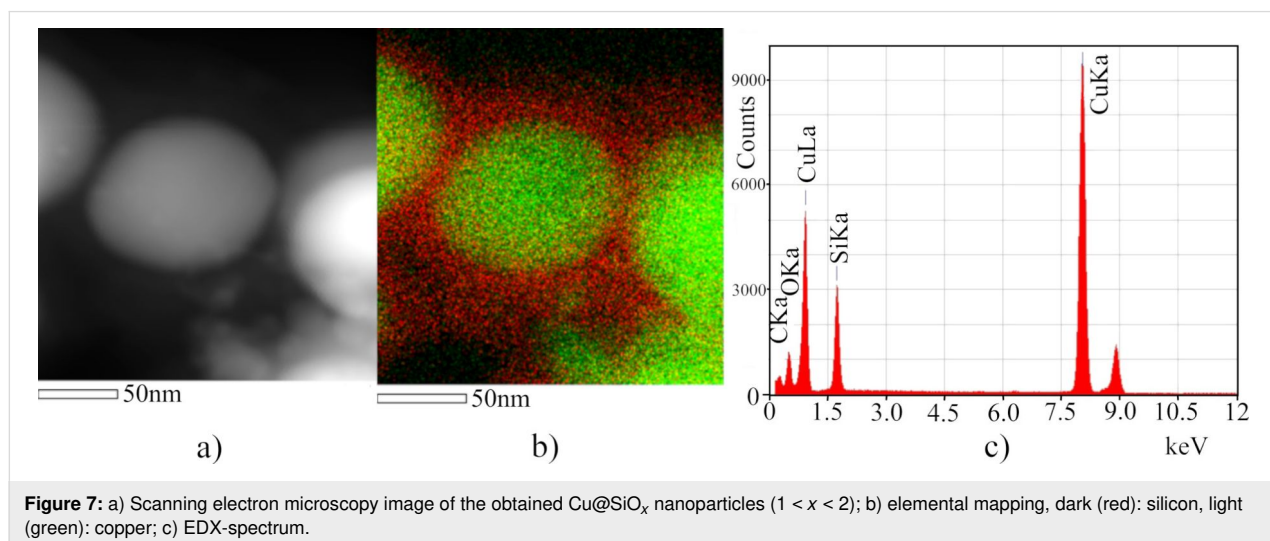 50nm
a)
50nm
b)
Counts
9000
6000
3000
0
CKa
OKa
CuLa
SiKa
CuKa
0 1.5 3.0 4.5 6.0 7.5 9.0 10.5 12
keV
c)
Figure 7: a) Scanning electron microscopy image of the obtained Cu@SiOx nanoparticles (1 < x < 2); b) elemental mapping, dark (red): silicon, light
(green): copper; c) EDX-spectrum.